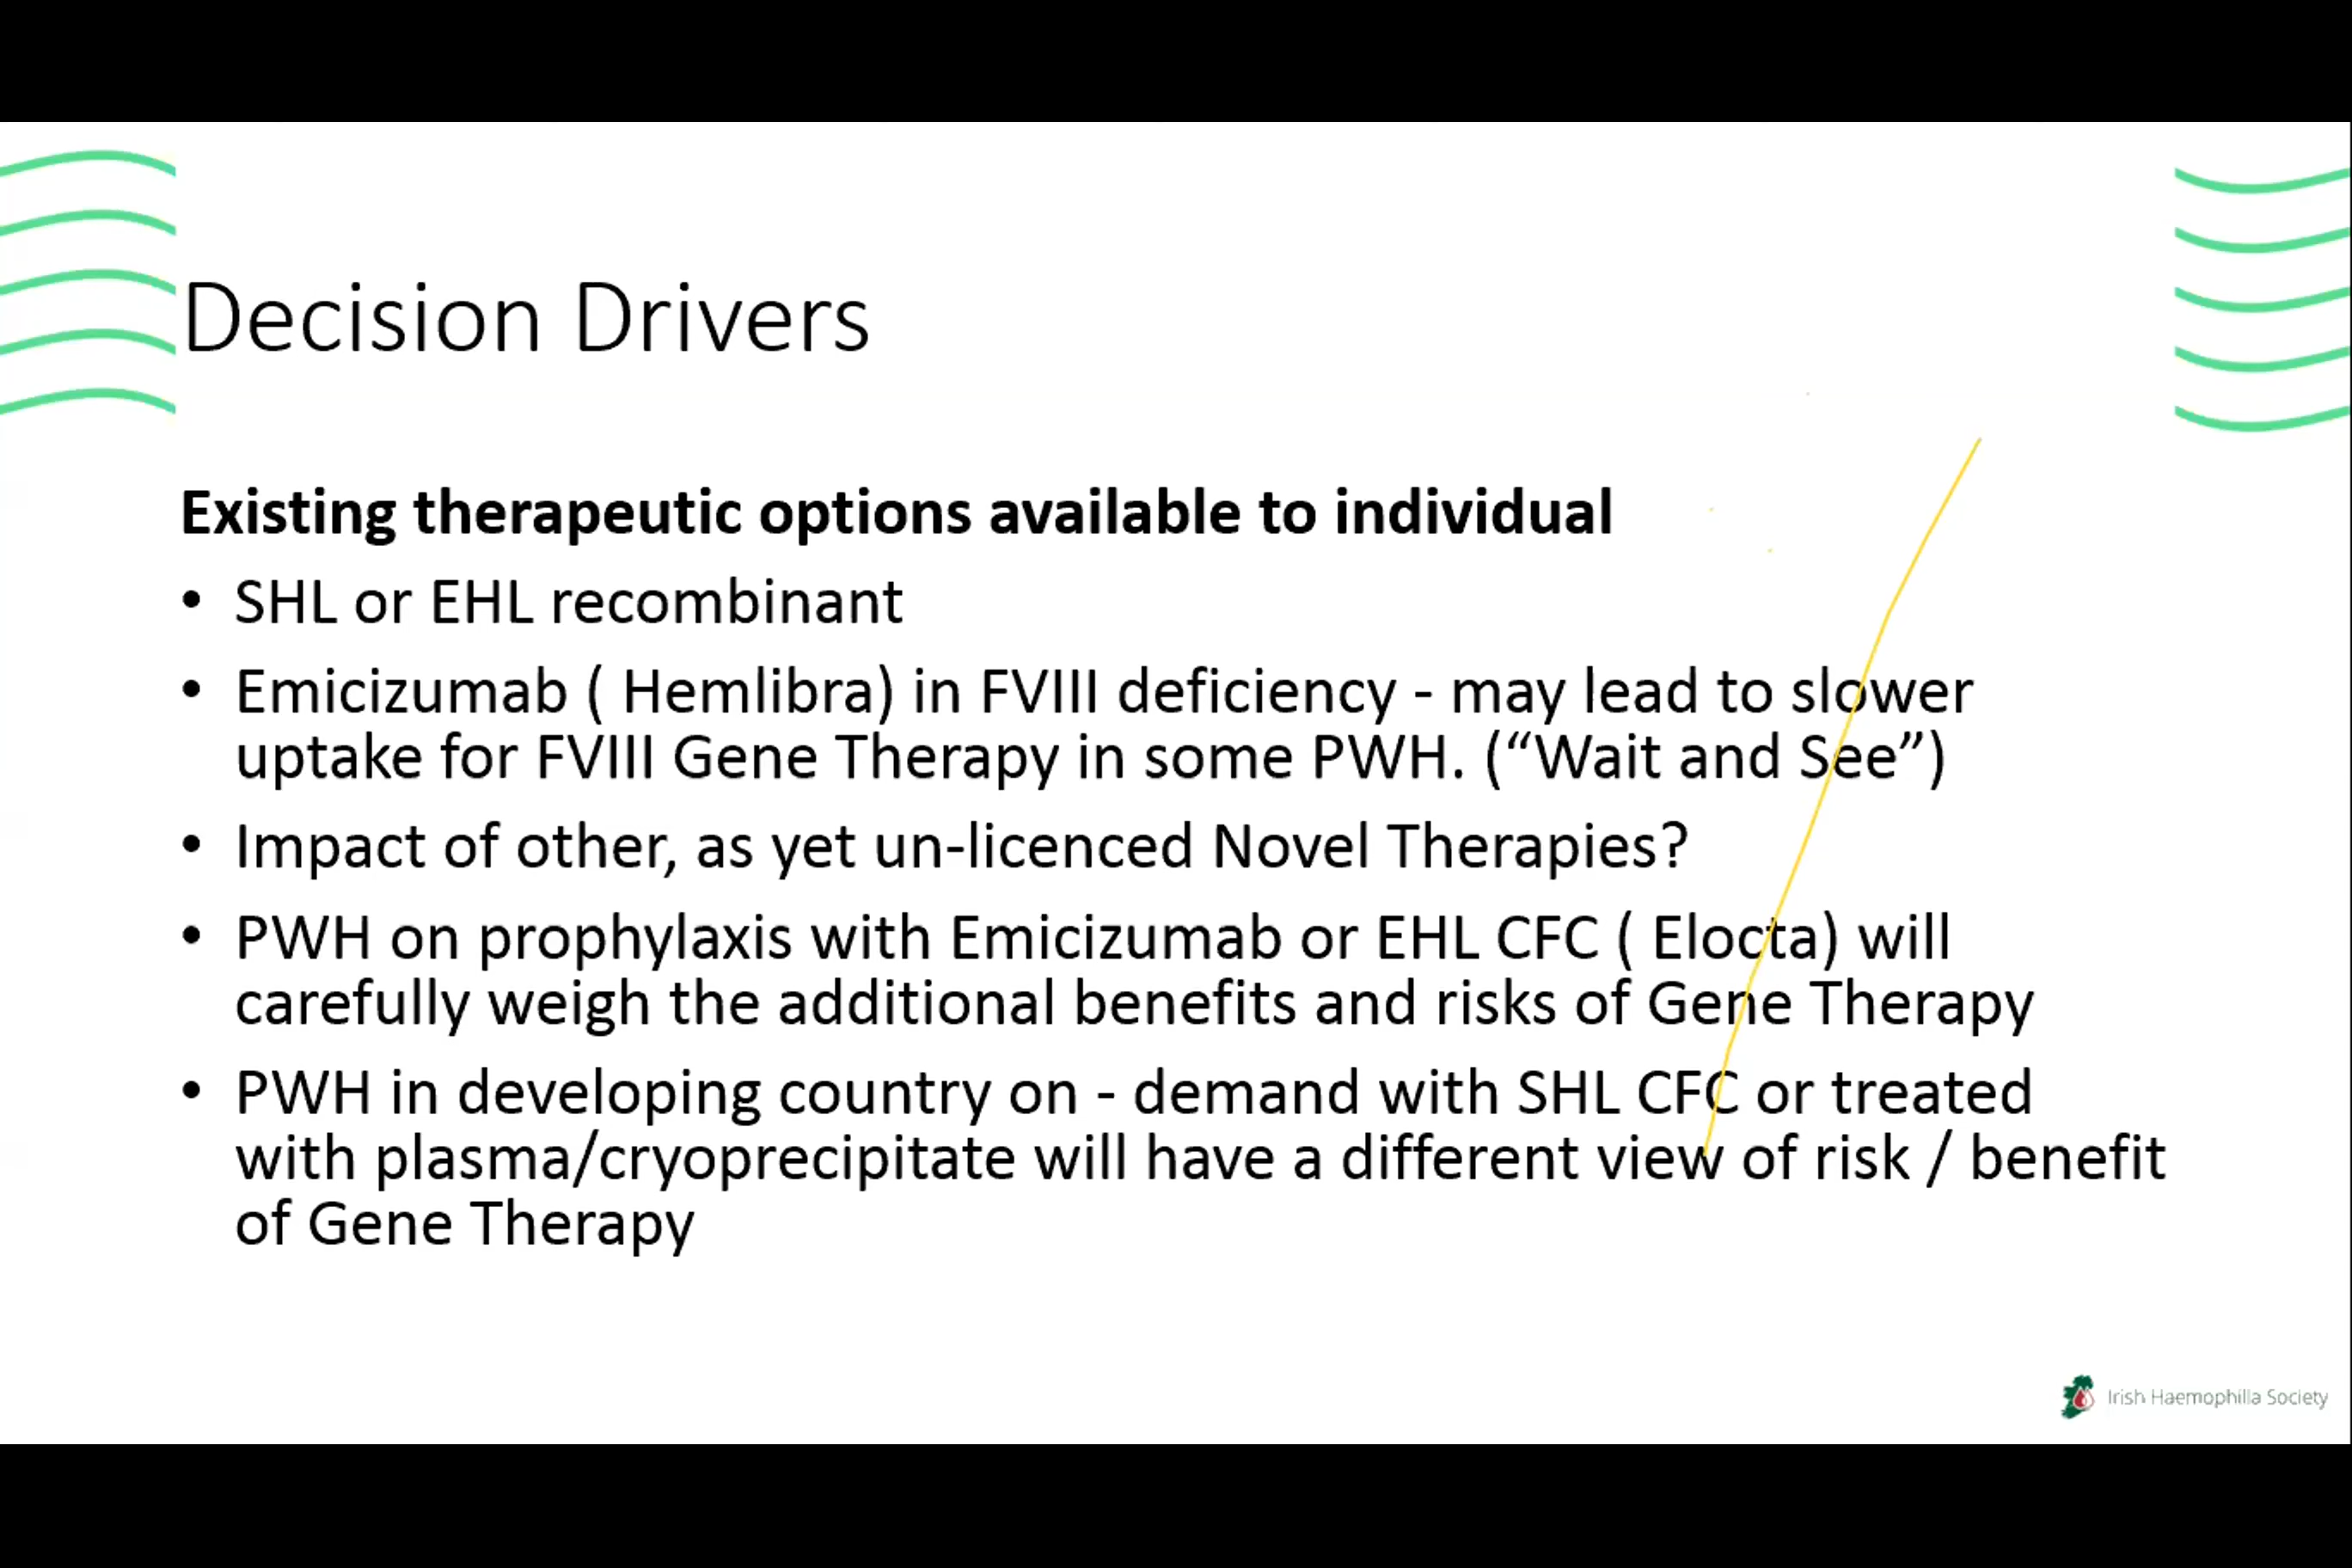 Decision Drivers
Existing therapeutic options available to individual
• SHL or EHL recombinant
• Emicizumab ( Hemlibra) in FVIII deficiency - may lead to slower
uptake for FVIII Gene Therapy in some PWH. (“Wait and See”)
• Impact of other, as yet un-licenced Novel Therapies?
• PWH on prophylaxis with Emicizumab or EHL CFC ( Elocta) will
carefully weigh the additional benefits and risks of Gene Therapy
• PWH in developing country on - demand with SHL CFC or treated
with plasma/cryoprecipitate will have a different view of risk / benefit
of Gene Therapy
Irish Haemophilia Society